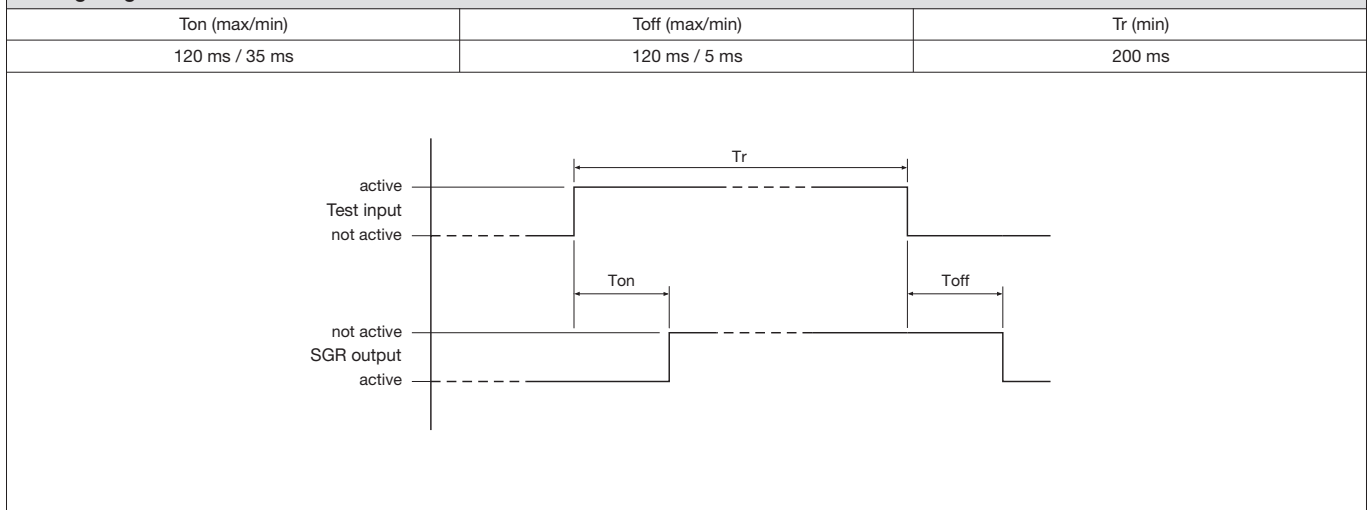 Ton (max/min) Toff (max/min) Tr (min)
120 ms / 35 ms 120 ms / 5 ms 200 ms
Tr
active
Test input
not active
Ton Toff
not active
SGR output
active